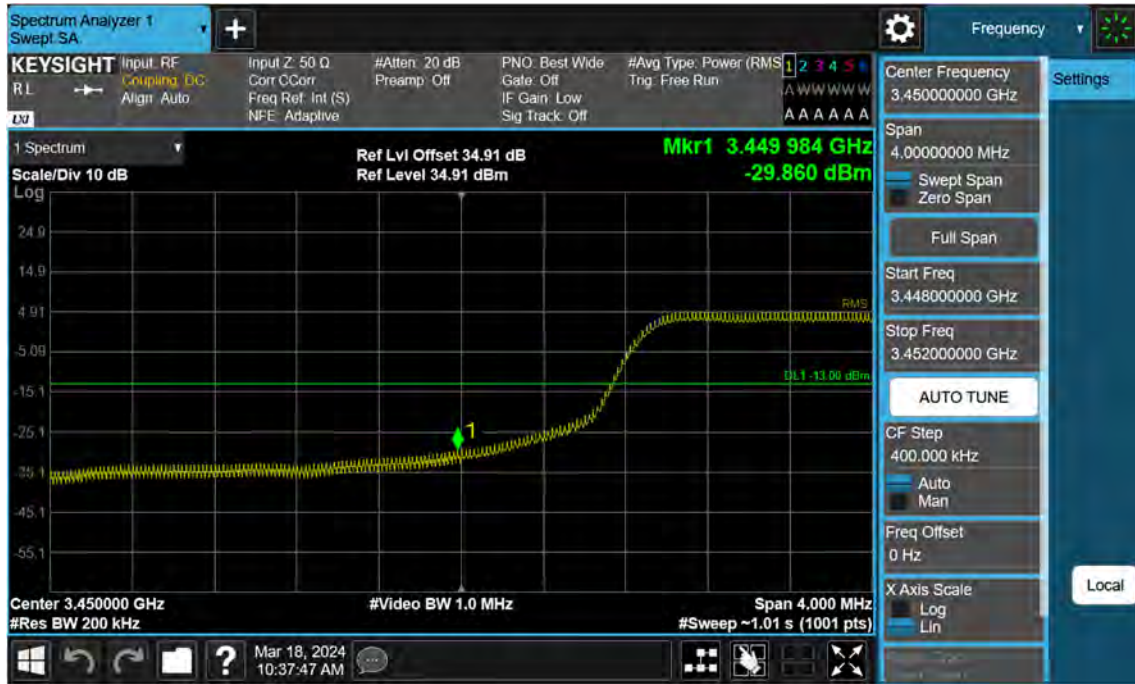 Spectrum Analyzer 1
Swept SA
+
Frequency
KEYSIGHT
RL
LXI
Input: RF
Coupling: DC
Align: Auto
Input Z: 50 Ω
Corr CCorr
Freq Ref: Int (S)
NFE: Adaptive
#Atten: 20 dB
Preamp: Off
PNO: Best Wide
Gate: Off
IF Gain: Low
Sig Track: Off
#Avg Type: Power (RMS
Trig: Free Run
1 2 3 4 5 6
A W W W W W
A A A A A A
1 Spectrum
Scale/Div 10 dB
Ref Lvl Offset 34.91 dB
Ref Level 34.91 dBm
Mkr1 3.449 984 GHz
-29.860 dBm
Log
24.9
14.9
4.91
-5.09
-15.1
-25.1
-35.1
-45.1
-55.1
RMS
DL1 -13.00 dBm
1
Center 3.450000 GHz
#Res BW 200 kHz
#Video BW 1.0 MHz
Span 4.000 MHz
#Sweep ~1.01 s (1001 pts)
Center Frequency
3.450000000 GHz
Settings
Span
4.00000000 MHz
Swept Span
Zero Span
Full Span
Start Freq
3.448000000 GHz
Stop Freq
3.452000000 GHz
AUTO TUNE
CF Step
400.000 kHz
Auto
Man
Freq Offset
0 Hz
X Axis Scale
Log
Lin
Local
?
Mar 18, 2024
10:37:47 AM